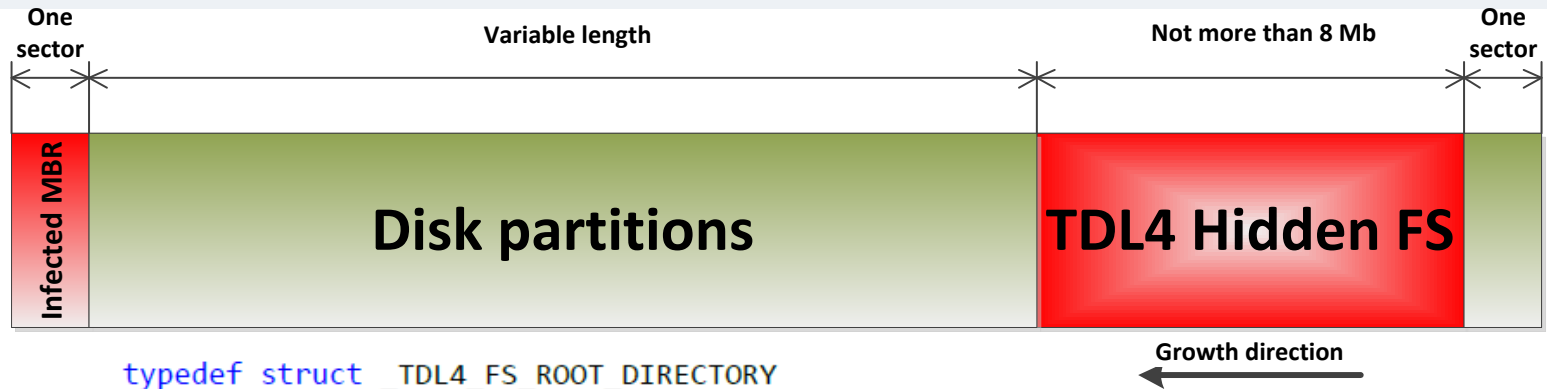 One
sector
Variable length
Not more than 8 Mb
One
sector
Infected MBR
Disk partitions
TDL4 Hidden FS
Growth direction
typedef struct _TDL4_FS_ROOT_DIRECTORY